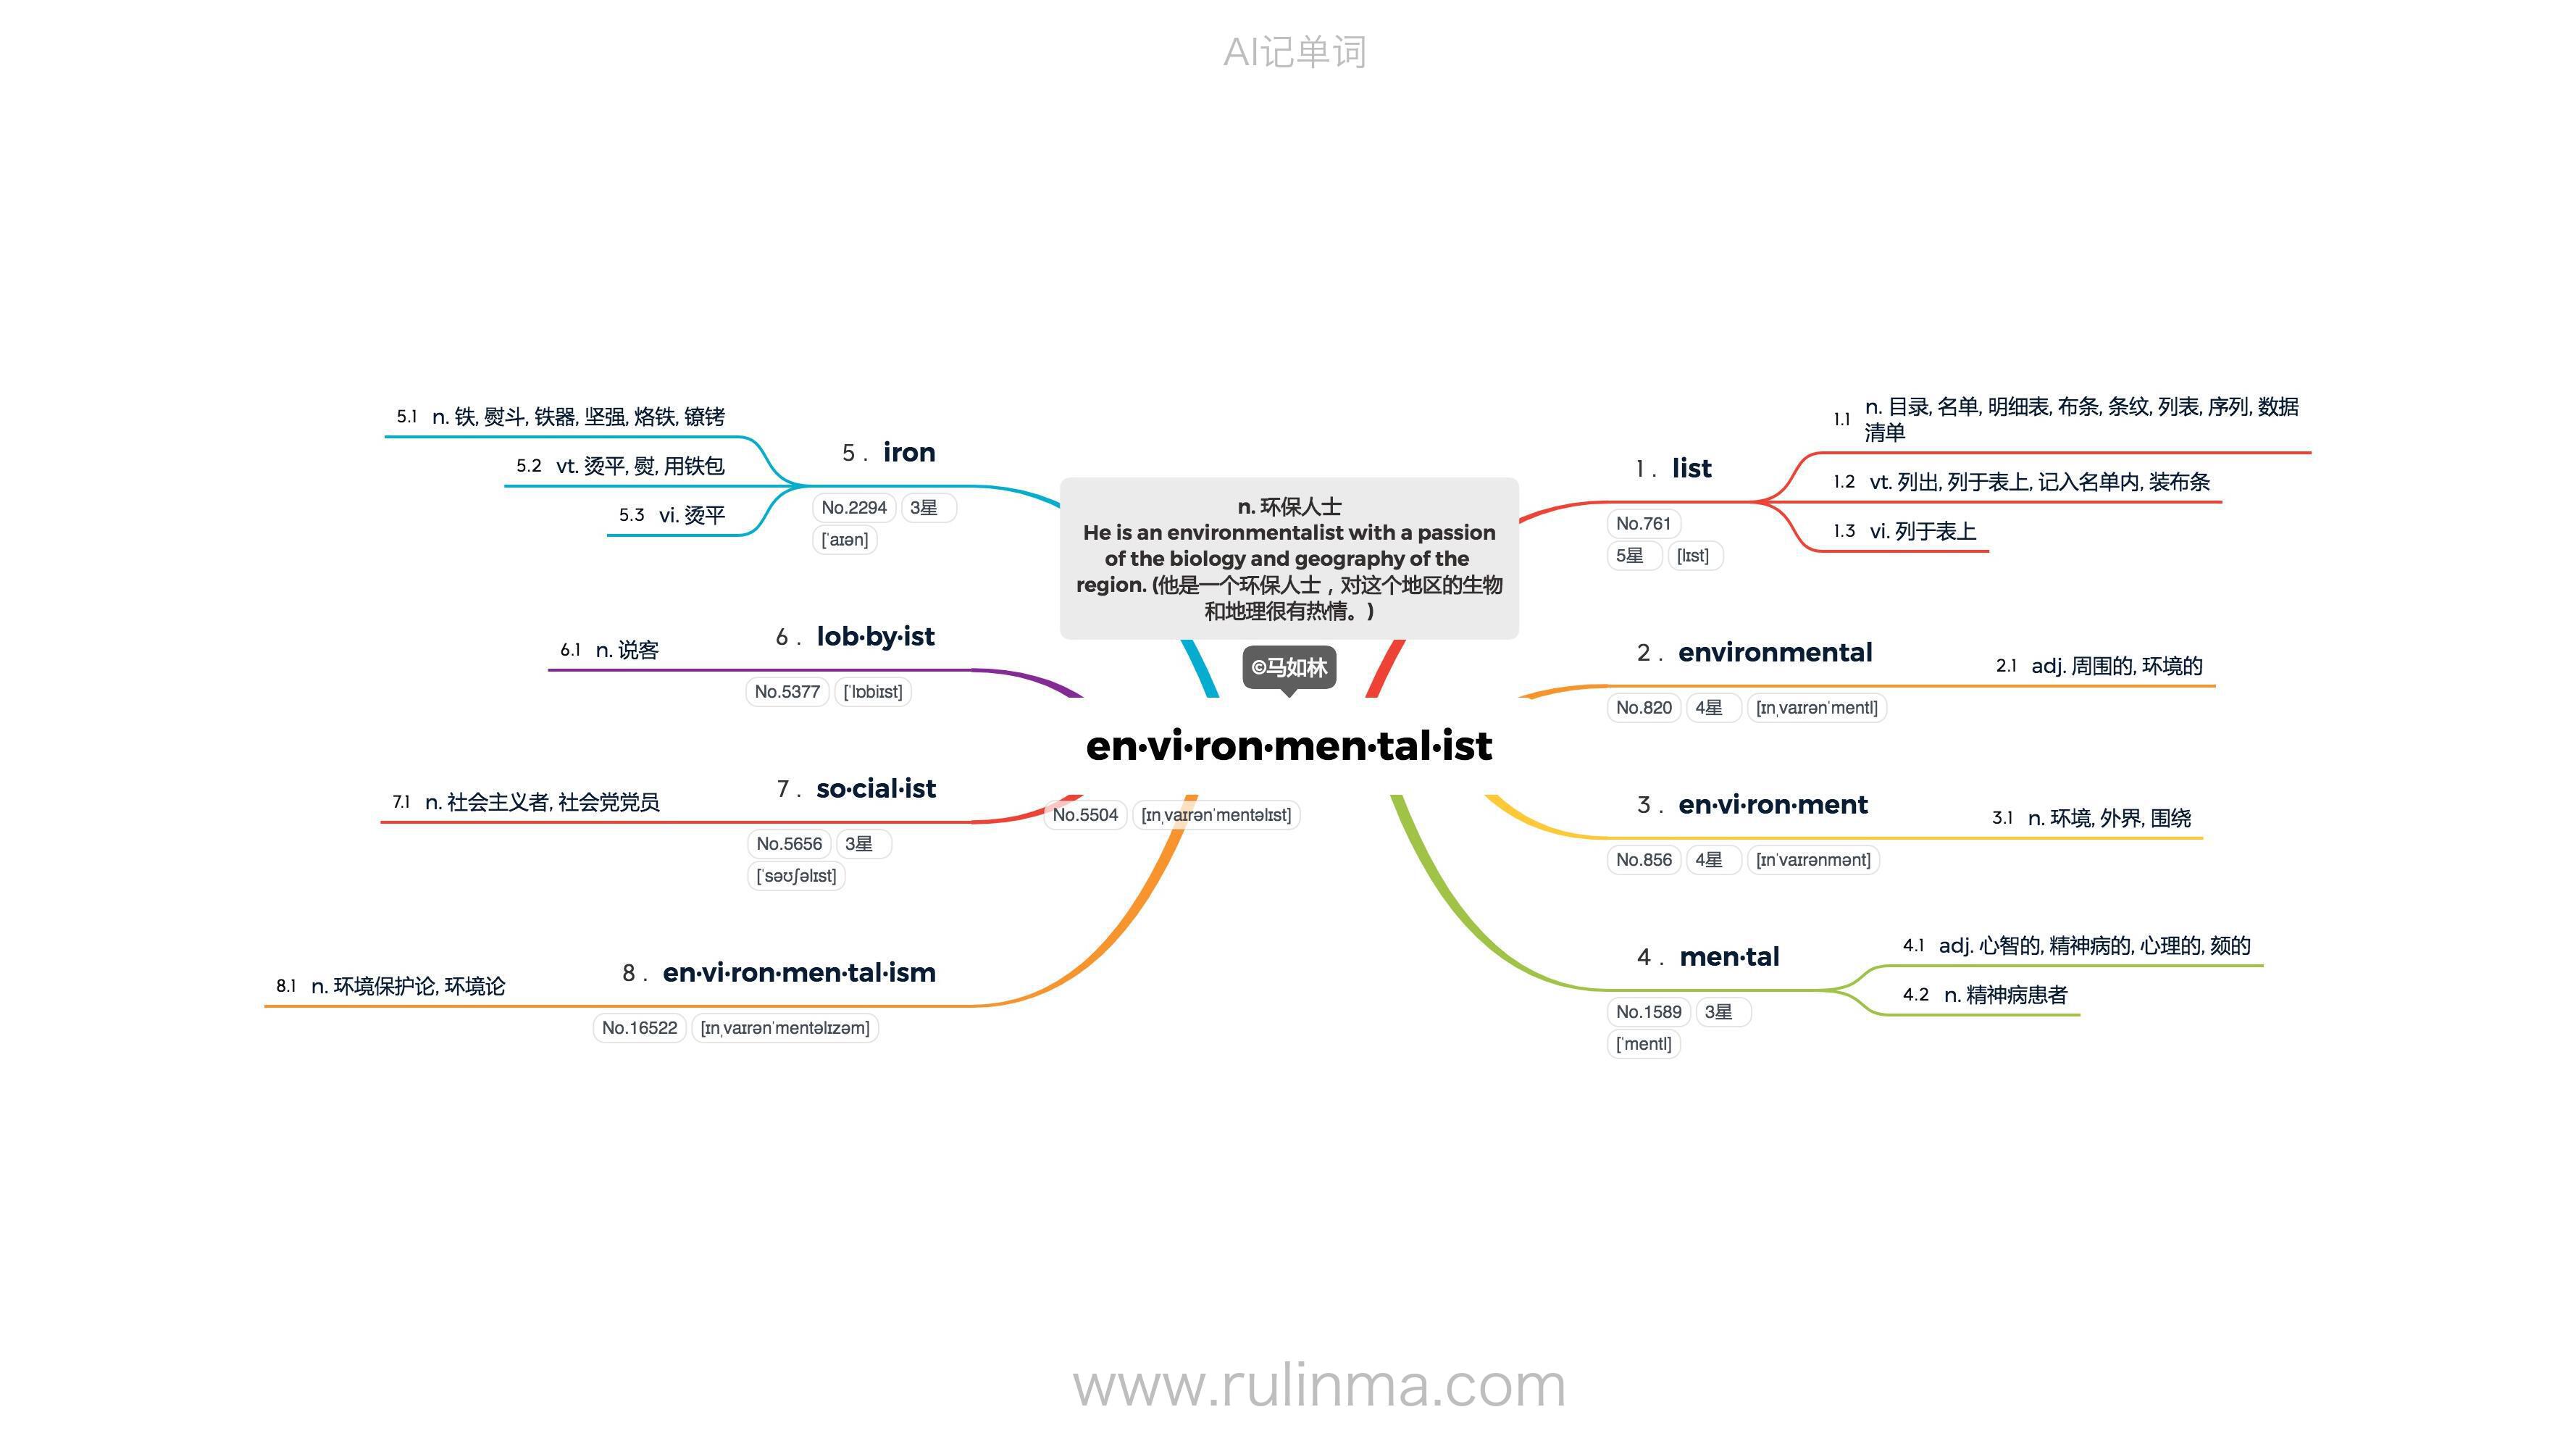 AI记单词
n. 环保人士
He is an environmentalist with a passion
of the biology and geography of the
region. (他是一个环保人士，对这个地区的生物
和地理很有热情。)
©马如林
en·vi·ron·men·tal·ist
No.5504 [ɪnˌvaɪrənˈmentəlɪst]
1 . list
No.761
5星 [lɪst]
1.1 n. 目录, 名单, 明细表, 布条, 条纹, 列表, 序列, 数据
清单
1.2 vt. 列出, 列于表上, 记入名单内, 装布条
1.3 vi. 列于表上
2 . environmental
No.820 4星 [ɪnˌvaɪrənˈmentl]
2.1 adj. 周围的, 环境的
3 . en·vi·ron·ment
No.856 4星 [ɪnˈvaɪrənmənt]
3.1 n. 环境, 外界, 围绕
4 . men·tal
No.1589 3星
[ˈmentl]
4.1 adj. 心智的, 精神病的, 心理的, 颏的
4.2 n. 精神病患者
5 . iron
No.2294 3星
[ˈaɪən]
5.1 n. 铁, 熨斗, 铁器, 坚强, 烙铁, 镣铐
5.2 vt. 烫平, 熨, 用铁包
5.3 vi. 烫平
6 . lob·by·ist
No.5377 [ˈlɒbiɪst]
6.1 n. 说客
7 . so·cial·ist
No.5656 3星
[ˈsəʊʃəlɪst]
7.1 n. 社会主义者, 社会党党员
8 . en·vi·ron·men·tal·ism
No.16522 [ɪnˌvaɪrənˈmentəlɪzəm]
8.1 n. 环境保护论, 环境论
www.rulinma.com